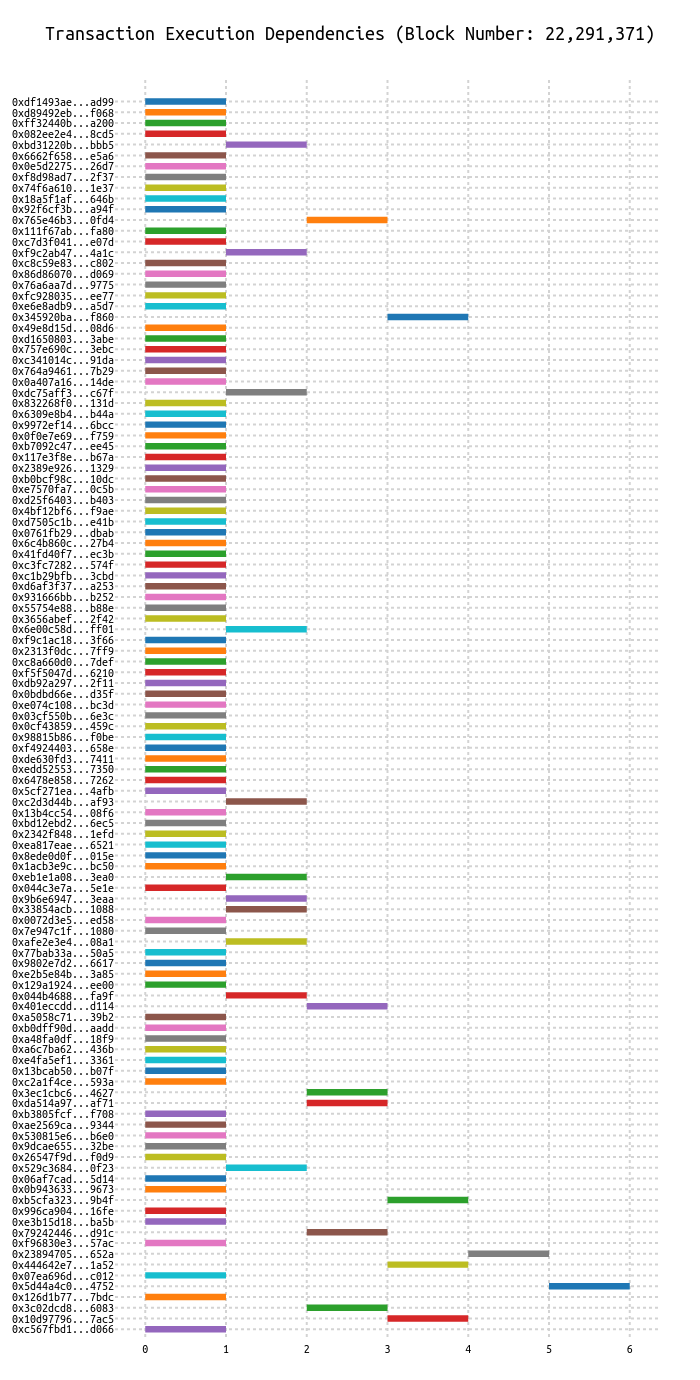 Transaction Execution Dependencies (Block Number: 22,291,371)
0xdf1493ae...ad99
0xd89492eb...f068
0xff32440b...a200
0x082ee2e4...8cd5
0xbd31220b...bbb5
0x6662f658...e5a6
0x0e5d2275...26d7
0xf8d98ad7...2f37
0x74f6a610...1e37
0x18a5f1af...646b
0x92f6cf3b...a94f
0x765e46b3...0fd4
0x111f67ab...fa80
0xc7d3f041...e07d
0xf9c2ab47...4a1c
0xc8c59e83...c802
0x86d86070...d069
0x76a6aa7d...9775
0xfc928035...ee77
0xe6e8adb9...a5d7
0x345920ba...f860
0x49e8d15d...08d6
0xd1650803...3abe
0x757e690c...3ebc
0xc341014c...91da
0x764a9461...7b29
0x0a407a16...14de
0xdc75aff3...c67f
0x832268f0...131d
0x6309e8b4...b44a
0x9972ef14...6bcc
0x0f0e7e69...f759
0xb7092c47...ee45
0x117e3f8e...b67a
0x2389e926...1329
0xb0bcf98c...10dc
0xe7570fa7...0c5b
0xd25f6403...b403
0x4bf12bf6...f9ae
0xd7505c1b...e41b
0x0761fb29...dbab
0x6c4b860c...27b4
0x41fd40f7...ec3b
0xc3fc7282...574f
0xc1b29bfb...3cbd
0xd6af3f37...a253
0x931666bb...b252
0x55754e88...b88e
0x3656abef...2f42
0x6e00c58d...ff01
0xf9c1ac18...3f66
0x2313f0dc...7ff9
0xc8a660d0...7def
0xf5f5047d...6210
0xdb92a297...2f11
0x0bdbd66e...d35f
0xe074c108...bc3d
0x03cf550b...6e3c
0x0cf43859...459c
0x98815b86...f0be
0xf4924403...658e
0xde630fd3...7411
0xedd52553...7350
0x6478e858...7262
0x5cf271ea...4afb
0xc2d3d44b...af93
0x13b4cc54...08f6
0xbd12ebd2...6ec5
0x2342f848...1efd
0xea817eae...6521
0x8ede0d0f...015e
0x1acb3e9c...bc50
0xeb1e1a08...3ea0
0x044c3e7a...5e1e
0x9b6e6947...3eaa
0x33854acb...1088
0x0072d3e5...ed58
0x7e947c1f...1080
0xafe2e3e4...08a1
0x77bab33a...50a5
0x9802e7d2...6617
0xe2b5e84b...3a85
0x129a1924...ee00
0x044b4688...fa9f
0x401eccdd...d114
0xa5058c71...39b2
0xb0dff90d...aadd
0xa48fa0df...18f9
0xa6c7ba62...436b
0xe4fa5ef1...3361
0x13bcab50...b07f
0xc2a1f4ce...593a
0x3ec1cbc6...4627
0xda514a97...af71
0xb3805fcf...f708
0xae2569ca...9344
0x530815e6...b6e0
0x9dcae655...32be
0x26547f9d...f0d9
0x529c3684...0f23
0x06af7cad...5d14
0x0b943633...9673
0xb5cfa323...9b4f
0x996ca904...16fe
0xe3b15d18...ba5b
0x79242446...d91c
0xf96830e3...57ac
0x23894705...652a
0x444642e7...1a52
0x07ea696d...c012
0x5d44a4c0...4752
0x126d1b77...7bdc
0x3c02dcd8...6083
0x10d97796...7ac5
0xc567fbd1...d066
0 1 2 3 4 5 6